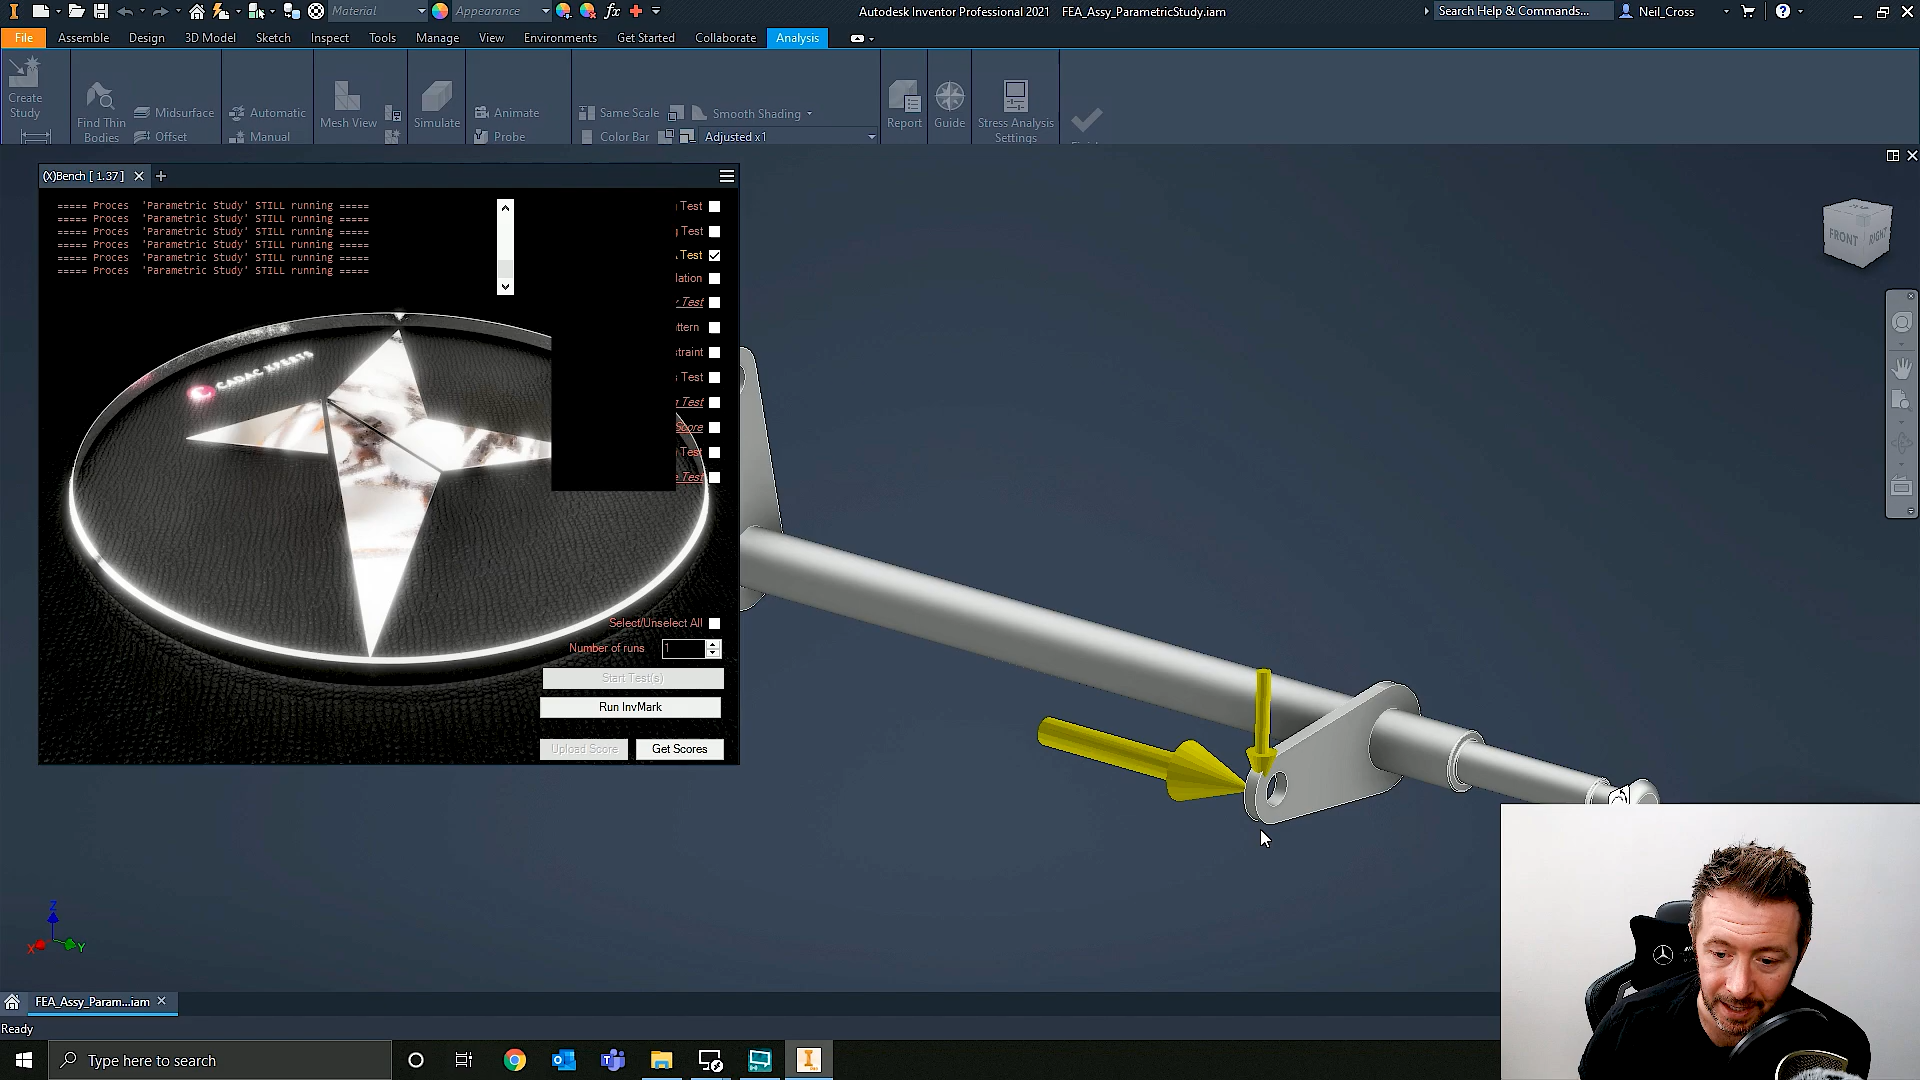 Material
Appearance
fx
Autodesk Inventor Professional 2021 FEA_Assy_ParametricStudy.iam
Search Help & Commands...
Neil_Cross
File Assemble Design 3D Model Sketch Inspect Tools Manage View Environments Get Started Collaborate Analysis
Create
Study
Find Thin
Bodies
Midsurface
Offset
Automatic
Manual
Mesh View
Simulate
Animate
Probe
Same Scale
Smooth Shading
Color Bar
Adjusted x1
Report
Guide
Stress Analysis
Settings
(X)Bench [ 1.37 ]
===== Proces 'Parametric Study' STILL running =====
===== Proces 'Parametric Study' STILL running =====
===== Proces 'Parametric Study' STILL running =====
===== Proces 'Parametric Study' STILL running =====
===== Proces 'Parametric Study' STILL running =====
===== Proces 'Parametric Study' STILL running =====
Test
Test
Test
lation
Test
ttern
straint
Test
Test
Score
Test
Test
CADAC XPERTS
Select/Unselect All
Number of runs 1
Start Test(s)
Run InvMark
Upload Score
Get Scores
FRONT
RIGHT
Z
X
Y
FEA_Assy_Param...iam
Ready
Type here to search